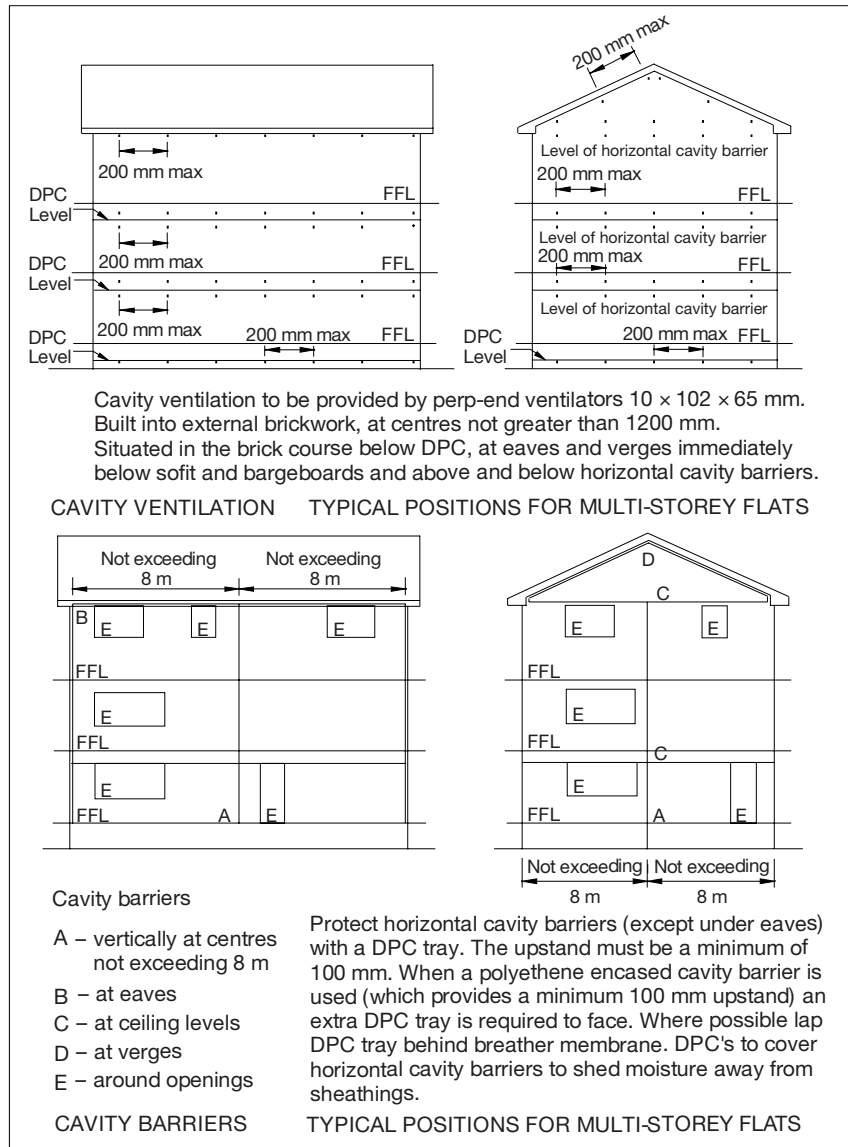 200 mm max
200 mm max
DPC
Level
FFL
200 mm max
DPC
Level
FFL
200 mm max
200 mm max
DPC
Level
FFL
Level of horizontal cavity barrier
200 mm max
FFL
Level of horizontal cavity barrier
200 mm max
FFL
Level of horizontal cavity barrier
FFL
200 mm max
DPC
Level
Cavity ventilation to be provided by perp-end ventilators 10 × 102 × 65 mm.
Built into external brickwork, at centres not greater than 1200 mm.
Situated in the brick course below DPC, at eaves and verges immediately
below sofit and bargeboards and above and below horizontal cavity barriers.
CAVITY VENTILATION TYPICAL POSITIONS FOR MULTI-STOREY FLATS
Not exceeding
8 m
Not exceeding
8 m
B
E
E
E
FFL
E
FFL
E
FFL
A
E
D
C
E
E
FFL
E
FFL
C
E
FFL
A
E
Not exceeding
8 m
Not exceeding
8 m
Cavity barriers
A – vertically at centres
not exceeding 8 m
B – at eaves
C – at ceiling levels
D – at verges
E – around openings
Protect horizontal cavity barriers (except under eaves)
with a DPC tray. The upstand must be a minimum of
100 mm. When a polyethene encased cavity barrier is
used (which provides a minimum 100 mm upstand) an
extra DPC tray is required to face. Where possible lap
DPC tray behind breather membrane. DPC's to cover
horizontal cavity barriers to shed moisture away from
sheathings.
CAVITY BARRIERS TYPICAL POSITIONS FOR MULTI-STOREY FLATS